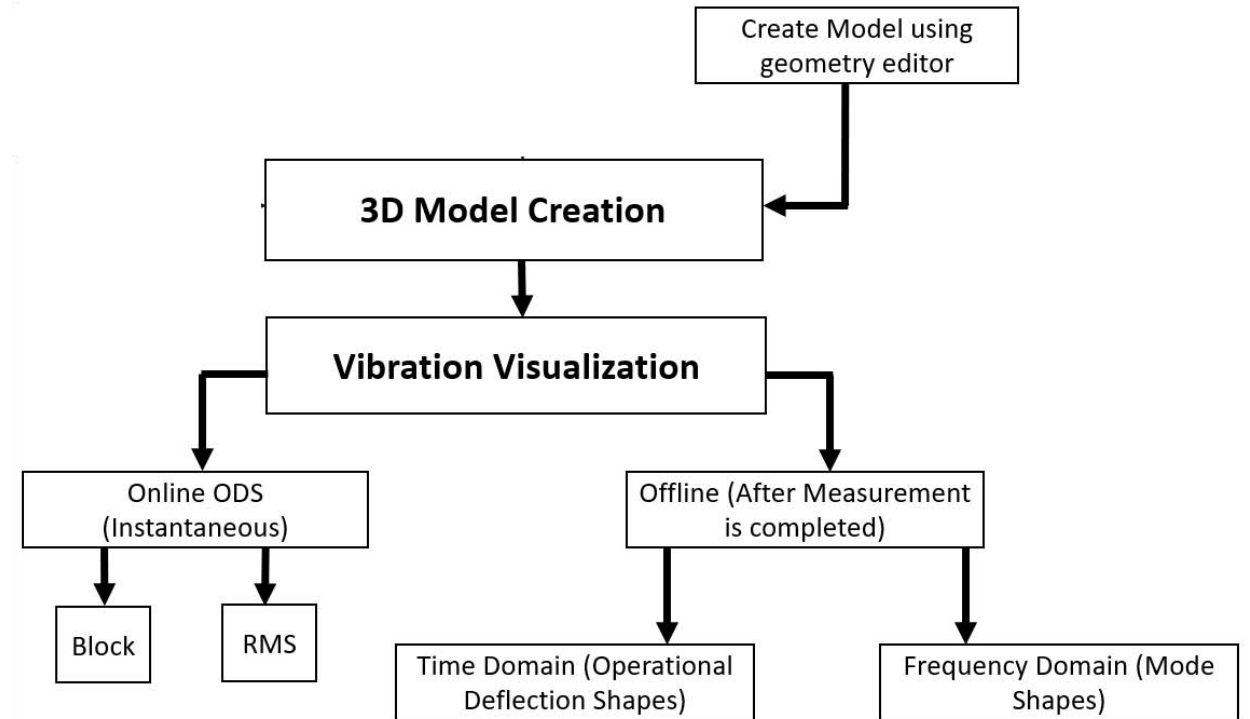 Create Model using
geometry editor
3D Model Creation
Vibration Visualization
Online ODS
(Instantaneous)
Offline (After Measurement
is completed)
Block
RMS
Time Domain (Operational
Deflection Shapes)
Frequency Domain (Mode
Shapes)